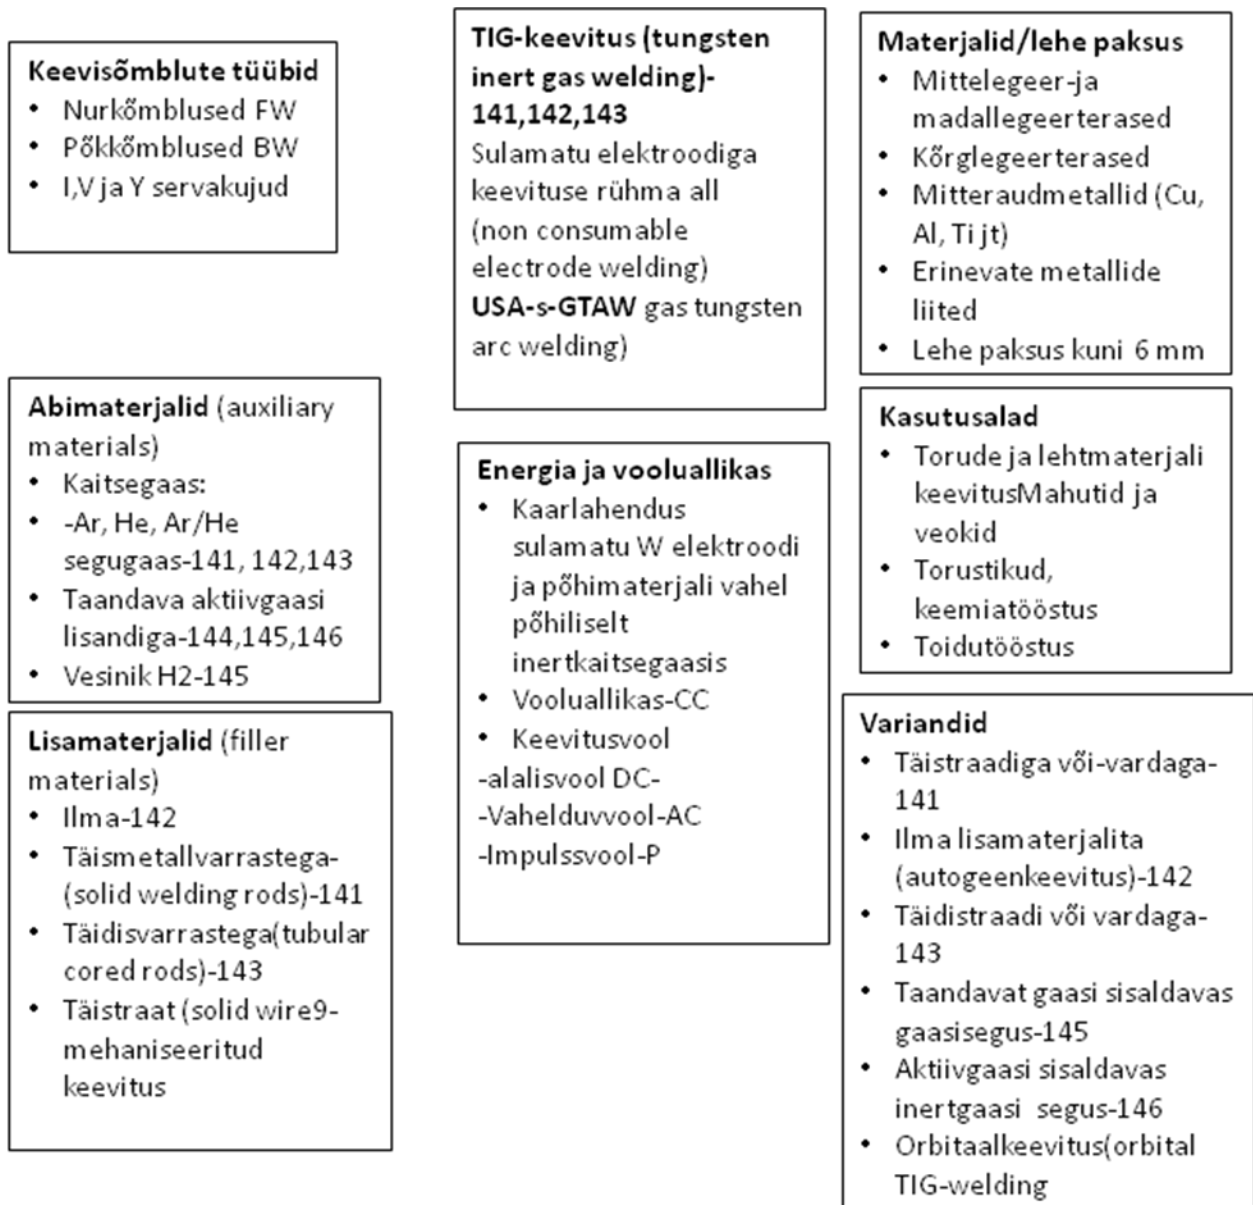 Keevisõmblute tüübid
• Nurkõmblused FW
• Põkkõmblused BW
• I,V ja Y servakujud
Abimaterjalid (auxiliary
materials)
• Kaitsegaas:
• -Ar, He, Ar/He
segugaas-141, 142,143
• Taandava aktiivgaasi
lisandiga-144,145,146
• Vesinik H2-145
Lisamaterjalid (filler
materials)
• Ilma-142
• Täismetallvarrastega-
(solid welding rods)-141
• Täidisvarrastega(tubular
cored rods)-143
• Täistraat (solid wire9-
mehaniseeritud
keevitus
TIG-keevitus (tungsten
inert gas welding)-
141,142,143
Sulamatu elektroodiga
keevituse rühma all
(non consumable
electrode welding)
USA-s-GTAW gas tungsten
arc welding)
Energia ja vooluallikas
• Kaarlahendus
sulamatu W elektroodi
ja põhimaterjali vahel
põhiliselt
inertkaitsegaasis
• Vooluallikas-CC
• Keevitusvool
-alalisvool DC-
-Vahelduvvool-AC
-Impulssvool-P
Materjalid/lehe paksus
• Mittelegeer-ja
madallegeerterased
• Kõrglegeerterased
• Mitteraudmetallid (Cu,
Al, Ti jt)
• Erinevate metallide
liited
• Lehe paksus kuni 6 mm
Kasutusalad
• Torude ja lehtmaterjali
keevitusMahutid ja
veokid
• Torustikud,
keemiatööstus
• Toidutööstus
Variandid
• Täistraadiga või-vardaga-
141
• Ilma lisamaterjalita
(autogeenkeevitus)-142
• Täidistraadi või vardaga-
143
• Taandavat gaasi sisaldavas
gaasisegus-145
• Aktiivgaasi sisaldavas
inertgaasi segus-146
• Orbitaalkeevitus(orbital
TIG-welding